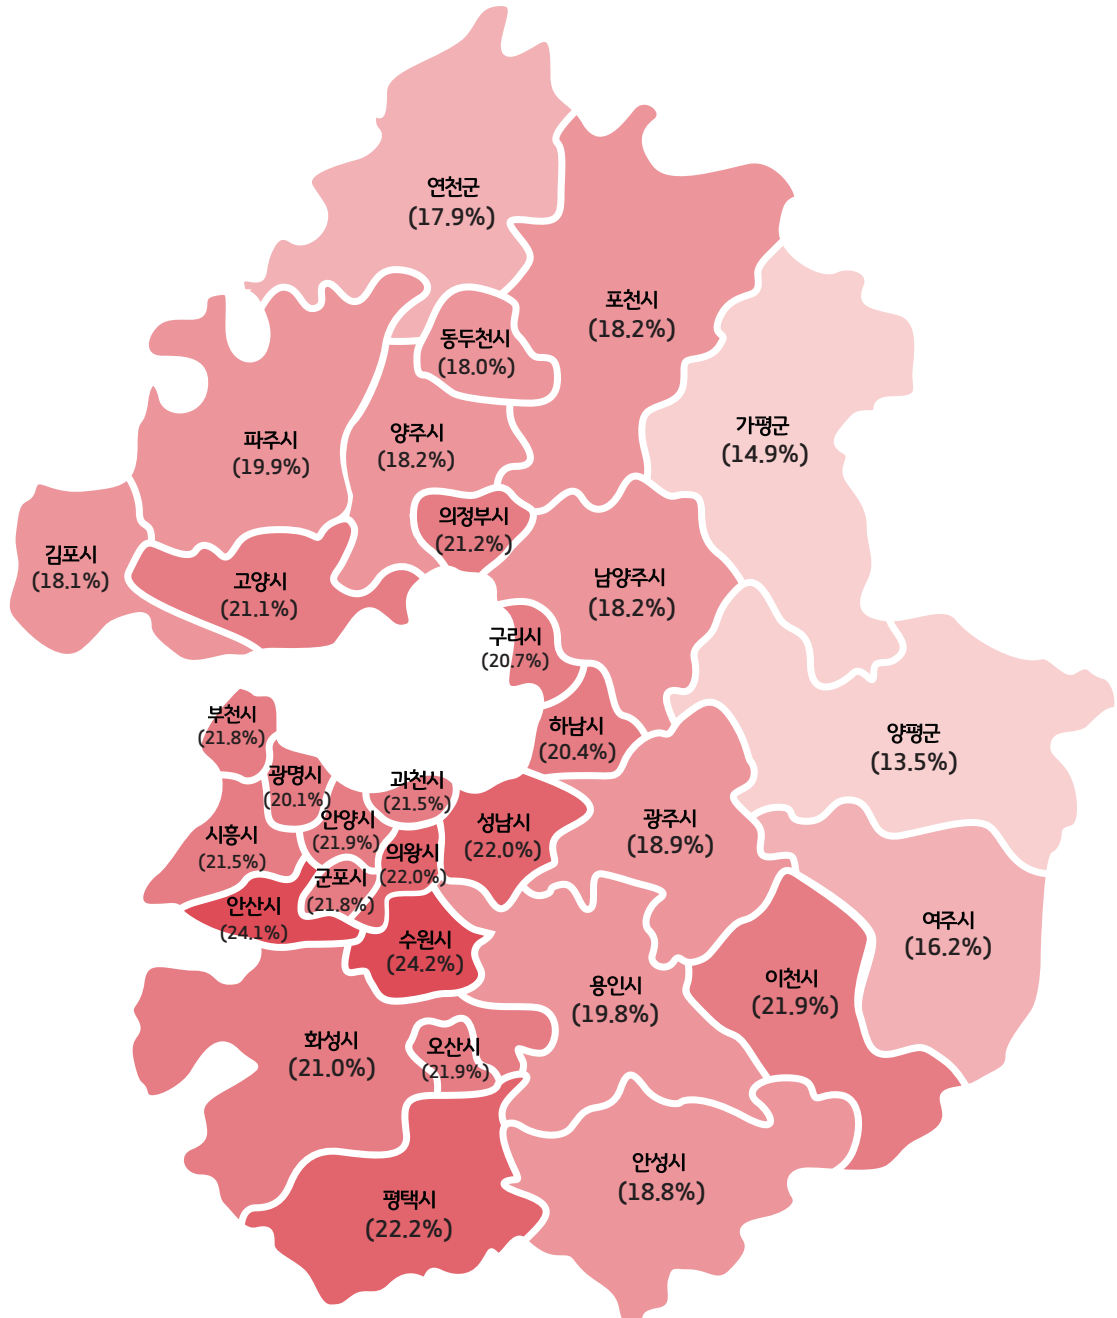 연천군
(17.9%)
포천시
(18.2%)
동두천시
(18.0%)
가평군
(14.9%)
파주시
(19.9%)
양주시
(18.2%)
의정부시
(21.2%)
김포시
(18.1%)
고양시
(21.1%)
남양주시
(18.2%)
구리시
(20.7%)
부천시
(21.8%)
하남시
(20.4%)
양평군
(13.5%)
광명시
(20.1%)
과천시
(21.5%)
안양시
(21.9%)
성남시
(22.0%)
광주시
(18.9%)
시흥시
(21.5%)
의왕시
(22.0%)
군포시
(21.8%)
안산시
(24.1%)
수원시
(24.2%)
여주시
(16.2%)
용인시
(19.8%)
이천시
(21.9%)
화성시
(21.0%)
오산시
(21.9%)
안성시
(18.8%)
평택시
(22.2%)